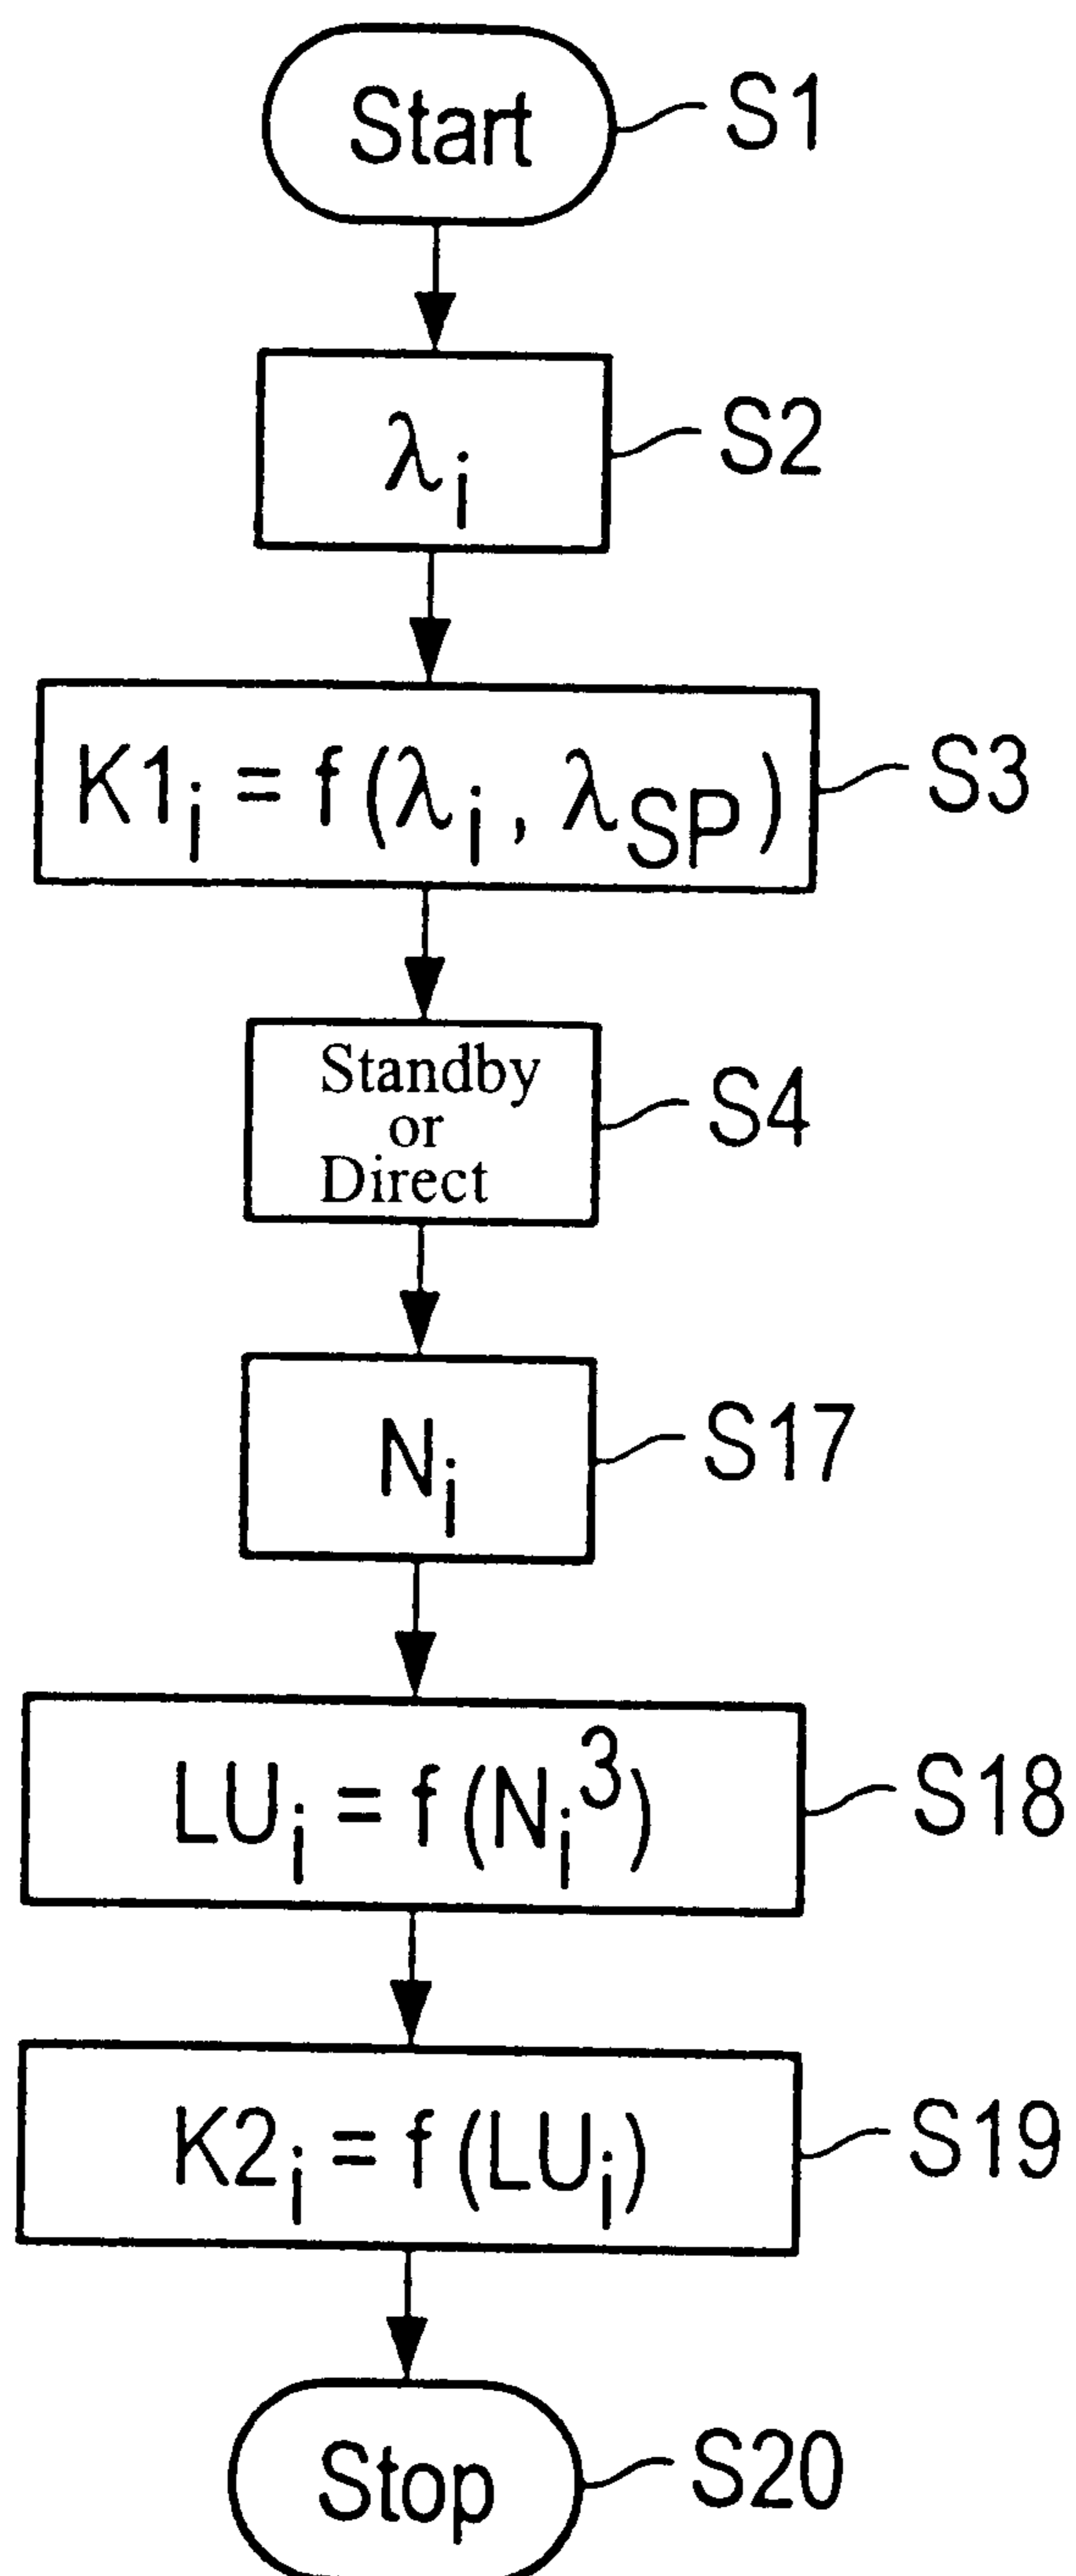 Start
S1
λi
S2
K1i = f(λi, λSP)
S3
Standby
or
Direct
S4
Ni
S17
LUi = f(Ni3)
S18
K2i = f(LUi)
S19
Stop
S20